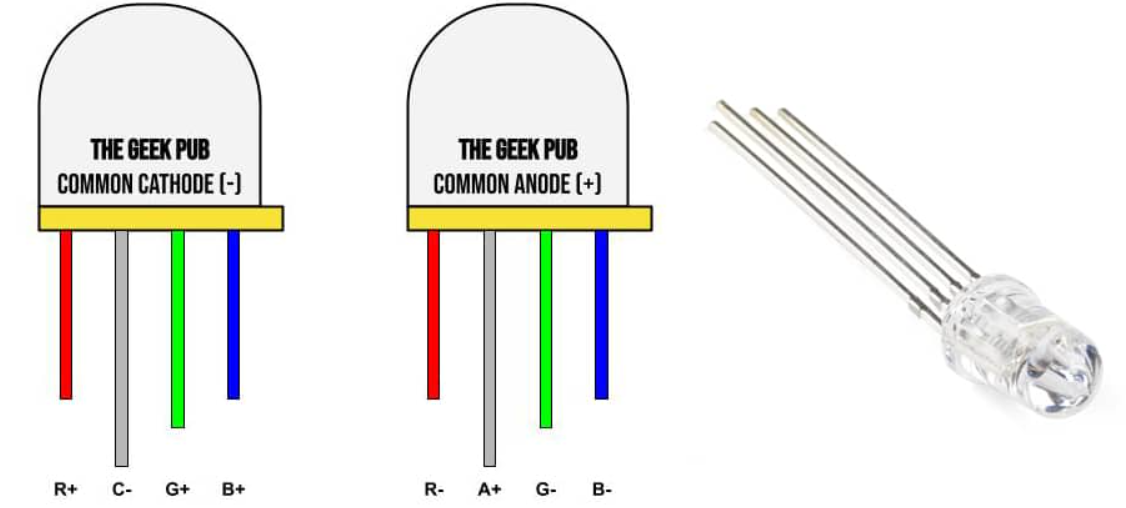 THE GEEK PUB
COMMON CATHODE (-)
R+ C- G+ B+
THE GEEK PUB
COMMON ANODE (+)
R- A+ G- B-